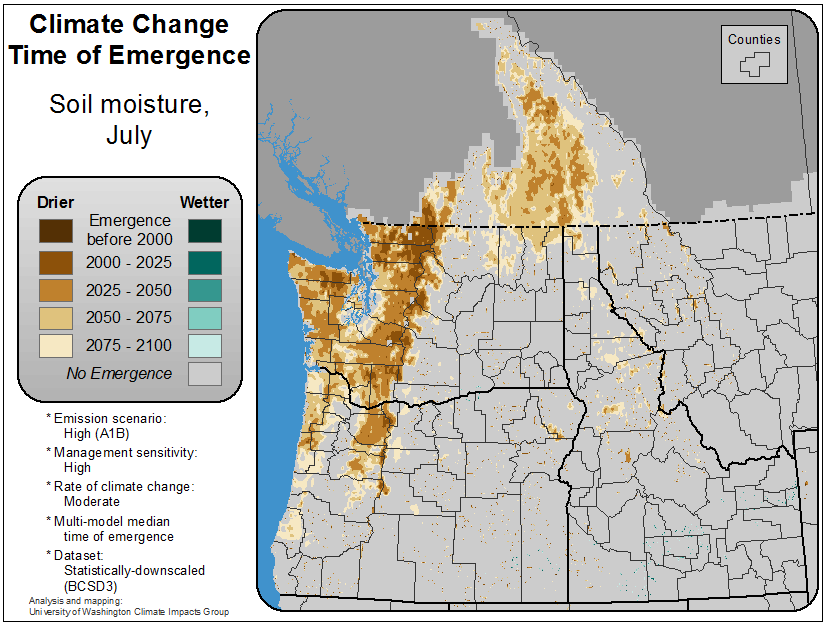 Climate Change
Time of Emergence
Soil moisture,
July
Drier
Wetter
Emergence
before 2000
2000 - 2025
2025 - 2050
2050 - 2075
2075 - 2100
No Emergence
* Emission scenario:
High (A1B)
* Management sensitivity:
High
* Rate of climate change:
Moderate
* Multi-model median
time of emergence
* Dataset:
Statistically-downscaled
(BCSD3)
Analysis and mapping:
University of Washington Climate Impacts Group
Counties